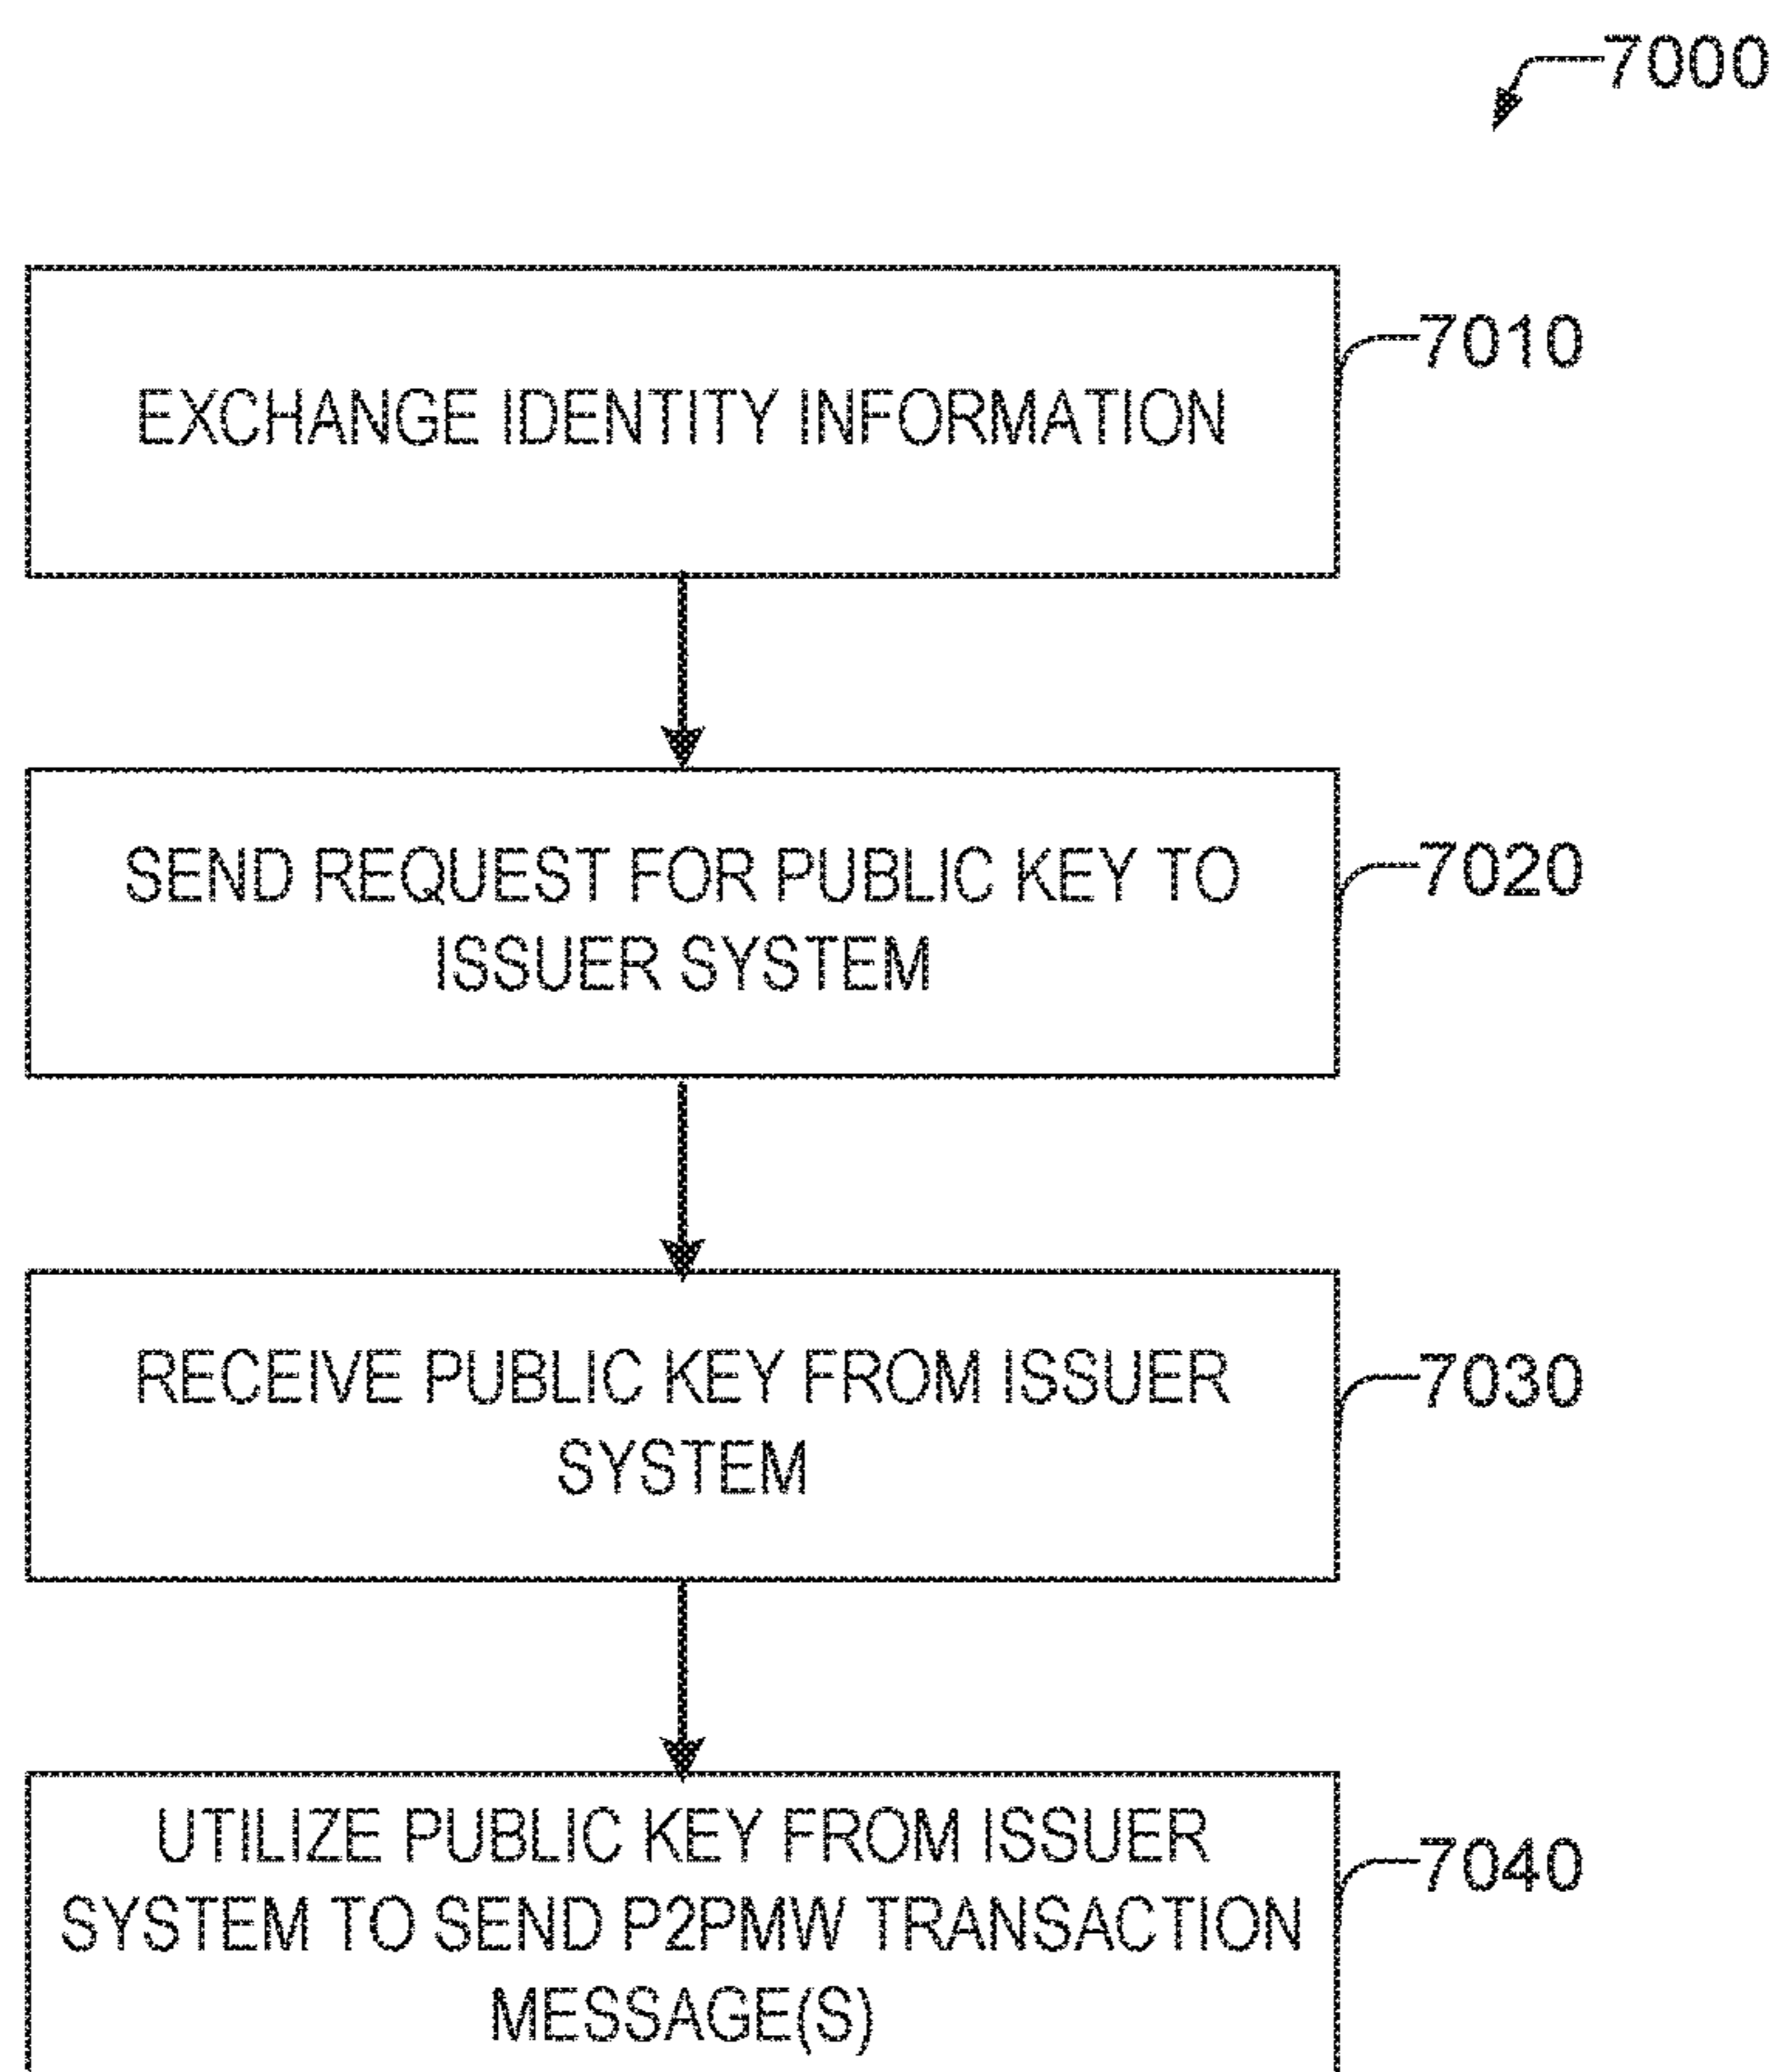 7000
EXCHANGE IDENTITY INFORMATION
7010
SEND REQUEST FOR PUBLIC KEY TO
ISSUER SYSTEM
7020
RECEIVE PUBLIC KEY FROM ISSUER
SYSTEM
7030
UTILIZE PUBLIC KEY FROM ISSUER
SYSTEM TO SEND P2PMW TRANSACTION
MESSAGE(S)
7040